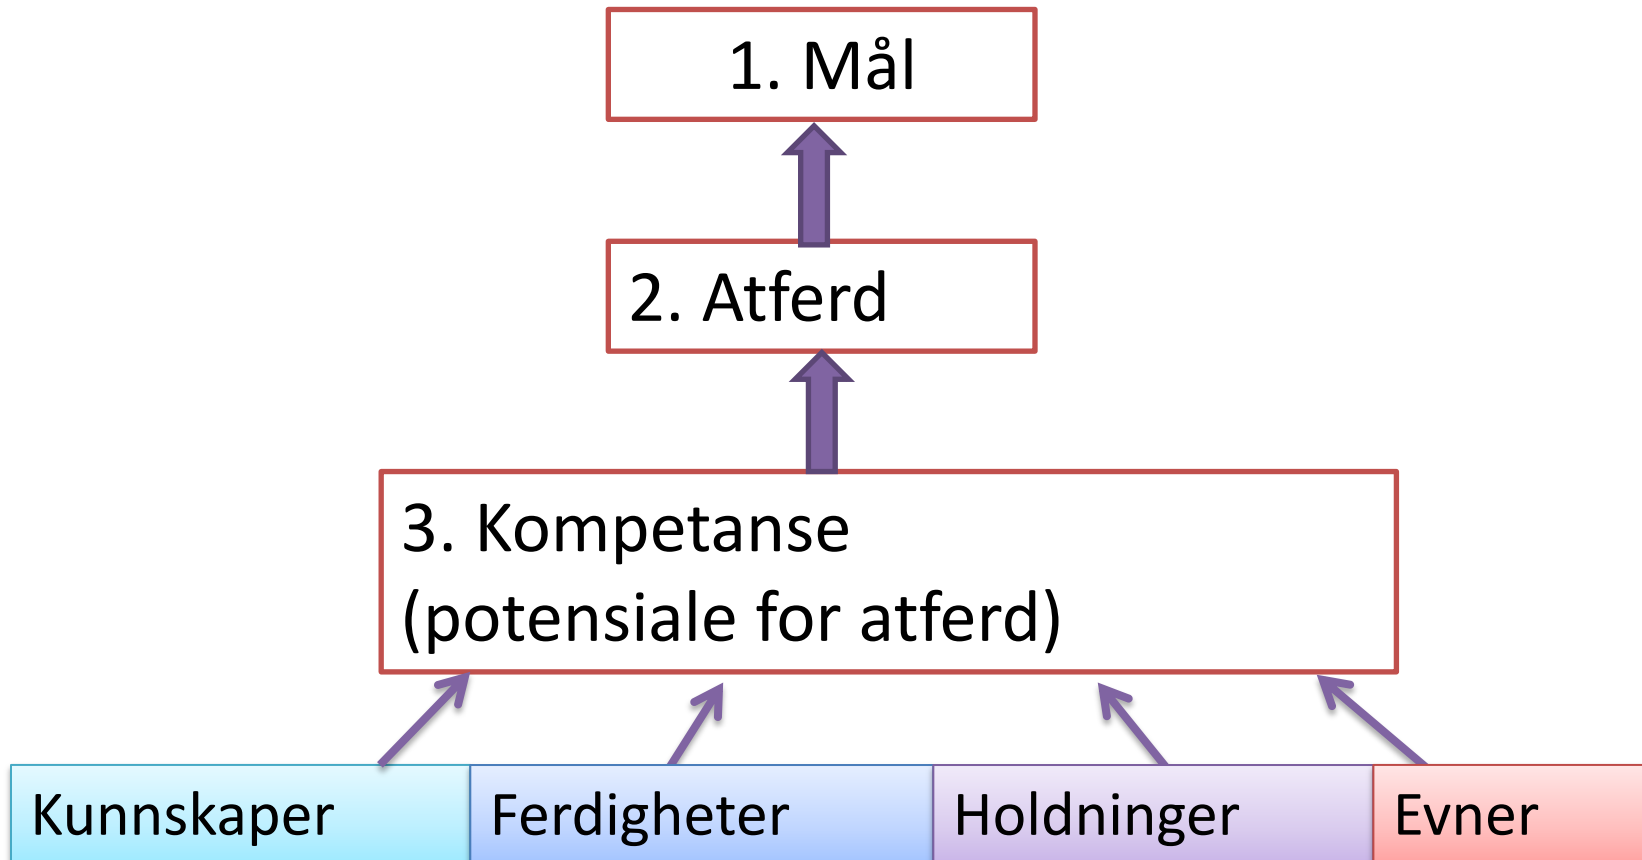 1. Mål
2. Atferd
3. Kompetanse
(potensiale for atferd)
Kunnskaper
Ferdigheter
Holdninger
Evner